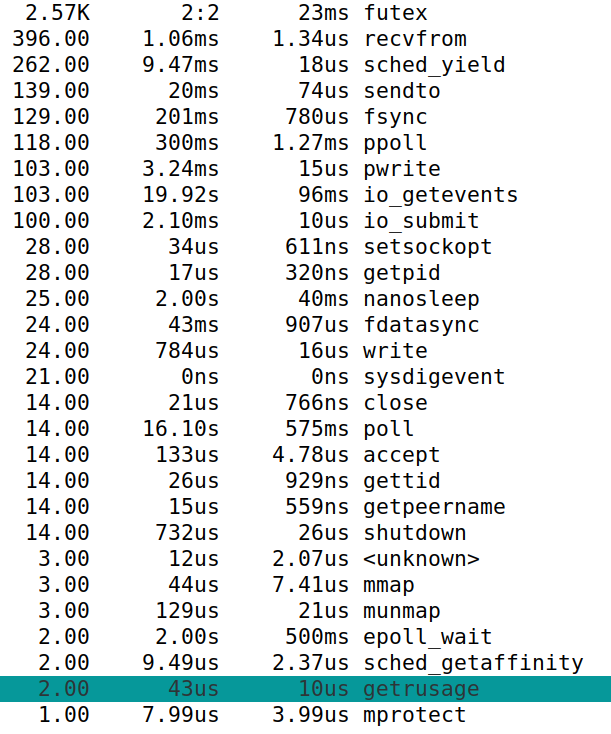 2.57K 2:2 23ms futex
396.00 1.06ms 1.34us recvfrom
262.00 9.47ms 18us sched_yield
139.00 20ms 74us sendto
129.00 201ms 780us fsync
118.00 300ms 1.27ms ppoll
103.00 3.24ms 15us pwrite
103.00 19.92s 96ms io_getevents
100.00 2.10ms 10us io_submit
28.00 34us 611ns setsockopt
28.00 17us 320ns getpid
25.00 2.00s 40ms nanosleep
24.00 43ms 907us fdatasync
24.00 784us 16us write
21.00 0ns 0ns sysdigevent
14.00 21us 766ns close
14.00 16.10s 575ms poll
14.00 133us 4.78us accept
14.00 26us 929ns gettid
14.00 15us 559ns getpeername
14.00 732us 26us shutdown
3.00 12us 2.07us <unknown>
3.00 44us 7.41us mmap
3.00 129us 21us munmap
2.00 2.00s 500ms epoll_wait
2.00 9.49us 2.37us sched_getaffinity
2.00 43us 10us getrusage
1.00 7.99us 3.99us mprotect